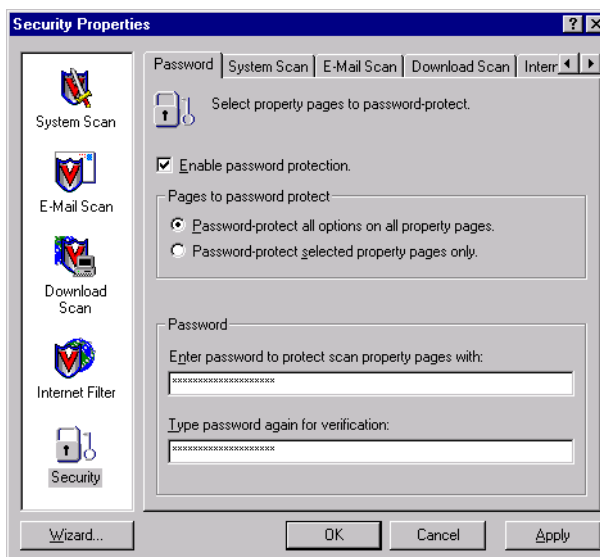 Security Properties
Password
System Scan
E-Mail Scan
Download Scan
Interr
Select property pages to password-protect.
Enable password protection.
Pages to password protect
Password-protect all options on all property pages.
Password-protect selected property pages only.
Password
Enter password to protect scan property pages with:
********************
Type password again for verification:
********************
System Scan
E-Mail Scan
Download
Scan
Internet Filter
Security
Wizard...
OK
Cancel
Apply